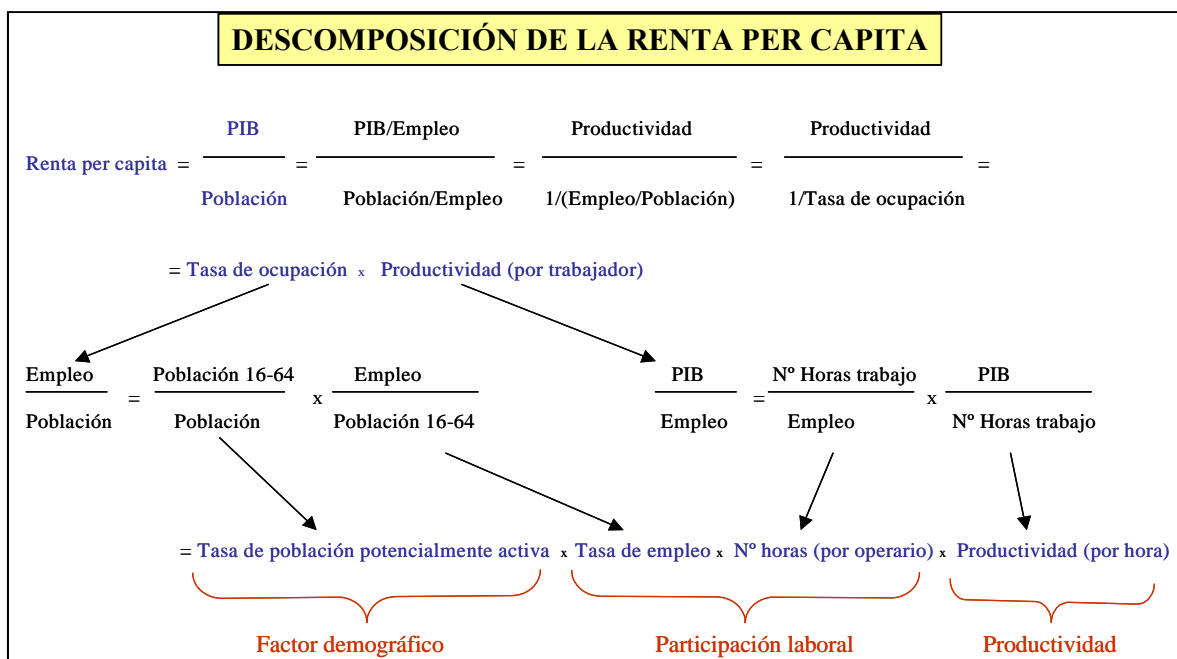 DESCOMPOSICIÓN DE LA RENTA PER CAPITA
PIB PIB/Empleo Productividad Productividad
Renta per capita = = = = =
Población Población/Empleo 1/(Empleo/Población) 1/Tasa de ocupación
= Tasa de ocupación x Productividad (por trabajador)
Empleo Población 16-64 Empleo PIB Nº Horas trabajo PIB
= x = x
Población Población Población 16-64 Empleo Empleo Nº Horas trabajo
= Tasa de población potencialmente activa x Tasa de empleo x Nº horas (por operario) x Productividad (por hora)
Factor demográfico Participación laboral Productividad